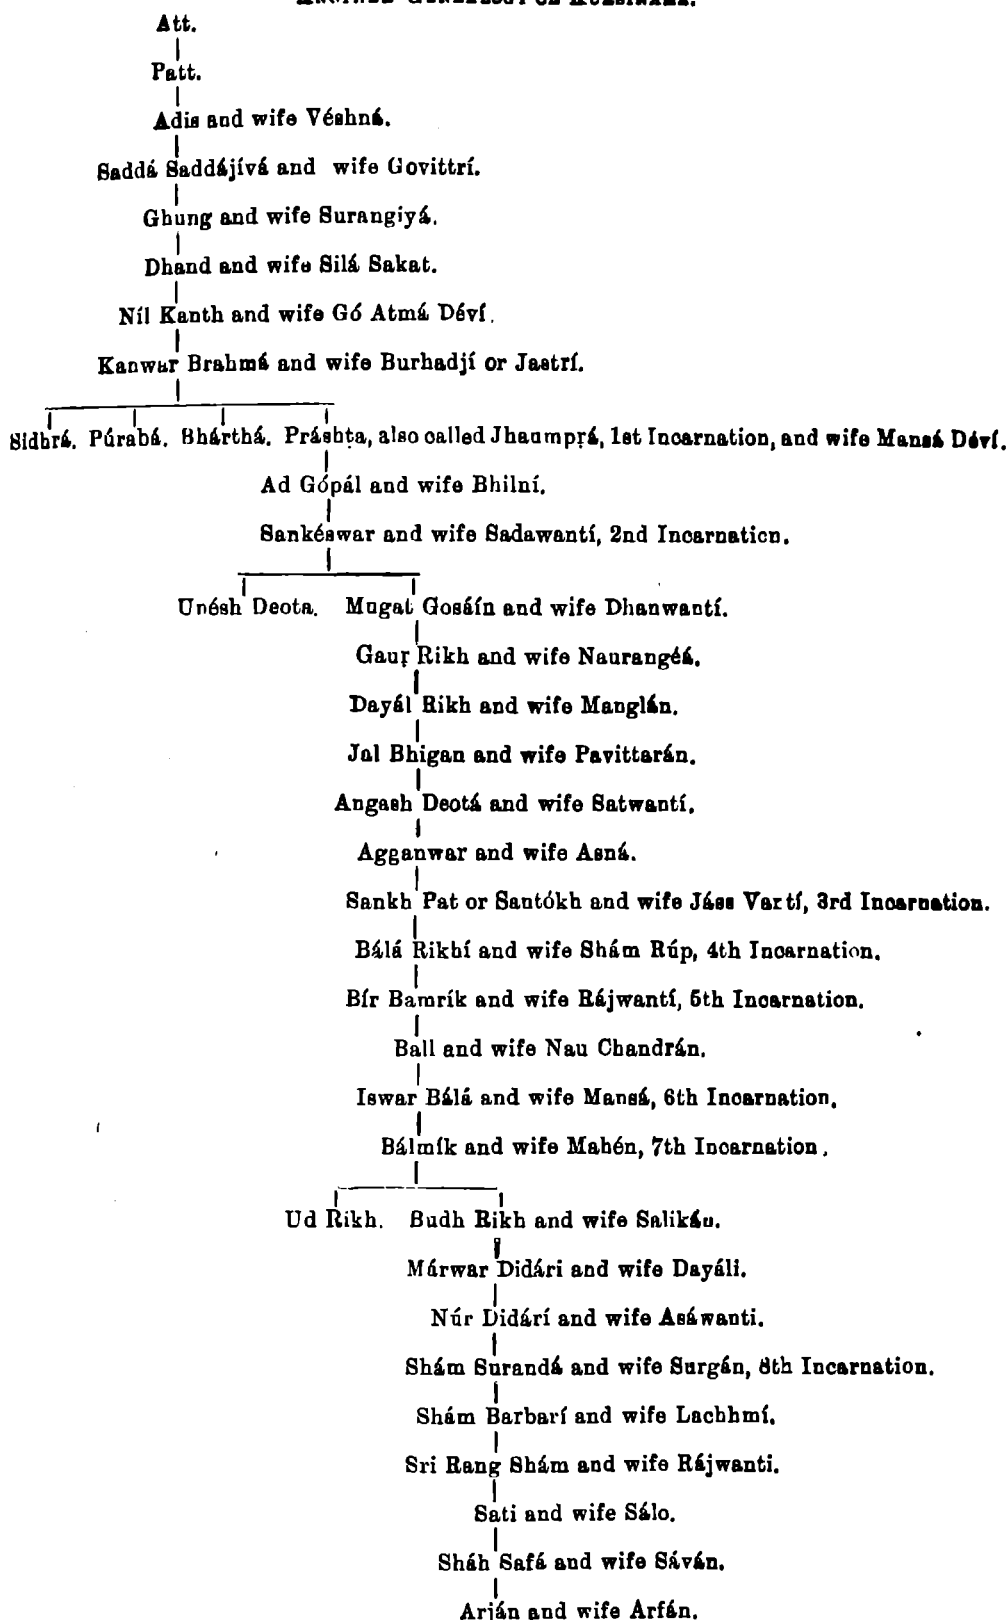 Att.
Patt.
Adis and wife Véshná.
Saddá Saddájívá and wife Govittrí.
Ghung and wife Surangiyá.
Dhand and wife Silá Sakat.
Níl Kanth and wife Gó Atmá Déví.
Kanwar Brahmá and wife Burhadjí or Jastrí.
Sidhrá. Púrabá. Bhárthá. Práshṭa, also called Jhaumpṛá, 1st Incarnation, and wife Mansá Déví.
Ad Gópál and wife Bhilní.
Sankéswar and wife Sadawantí, 2nd Incarnation.
Unésh Deota. Mugat Gosáín and wife Dhanwantí.
Gauṛ Rikh and wife Naurangéá.
Dayál Rikh and wife Manglán.
Jal Bhigan and wife Pavittarán.
Angash Deotá and wife Satwantí.
Agganwar and wife Asná.
Sankh Pat or Santókh and wife Jáss Vartí, 3rd Incarnation.
Bálá Rikhí and wife Shám Rúp, 4th Incarnation.
Bír Bamrík and wife Rájwantí, 5th Incarnation.
Ball and wife Nau Chandrán.
Iswar Bálá and wife Mansá, 6th Incarnation.
Bálmík and wife Mahén, 7th Incarnation.
Ud Rikh. Budh Rikh and wife Salikán.
Márwar Didári and wife Dayáli.
Núr Didárí and wife Asáwanti.
Shám Surandá and wife Surgán, 8th Incarnation.
Shám Barbarí and wife Lachhmí.
Sri Rang Shám and wife Rájwanti.
Sati and wife Sálo.
Sháh Safá and wife Sáván.
Arján and wife Arfán.